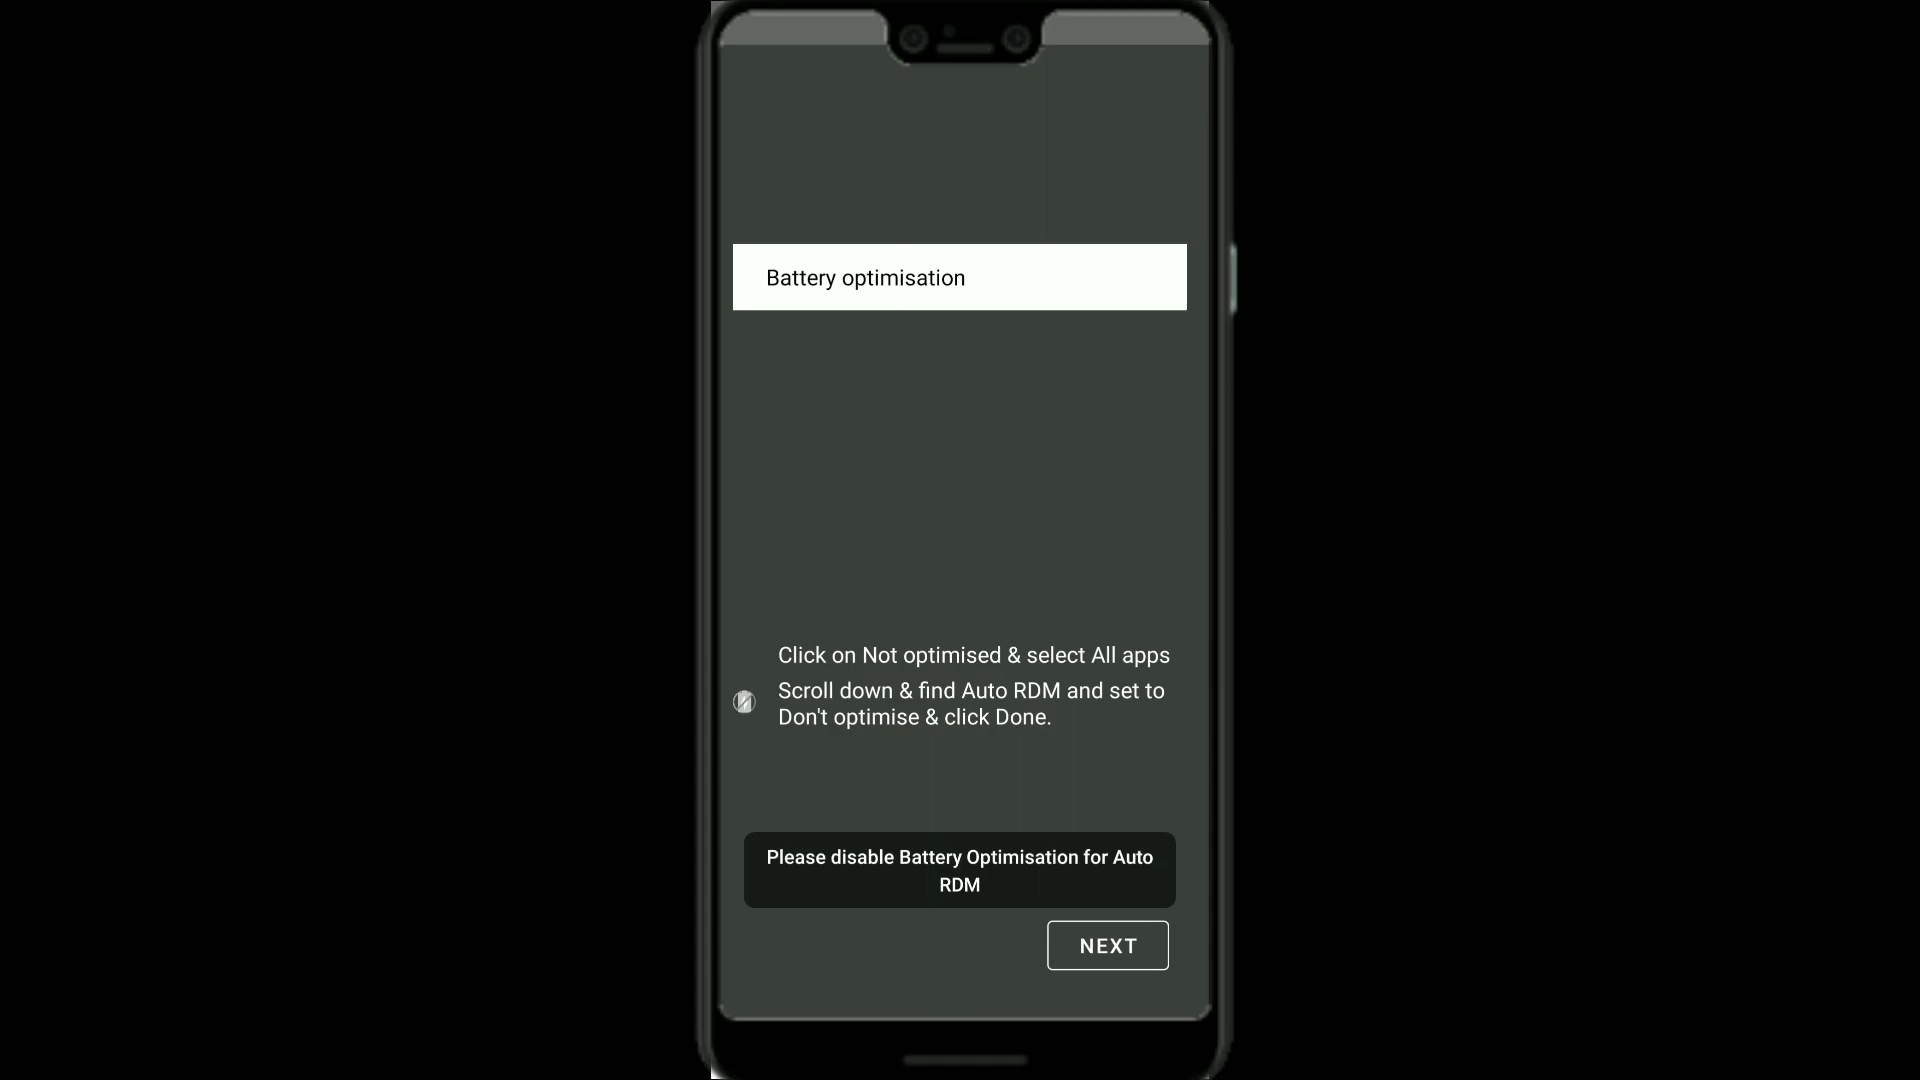 Battery optimisation
Click on Not optimised & select All apps
Scroll down & find Auto RDM and set to
Don't optimise & click Done.
Please disable Battery Optimisation for Auto
RDM
NEXT